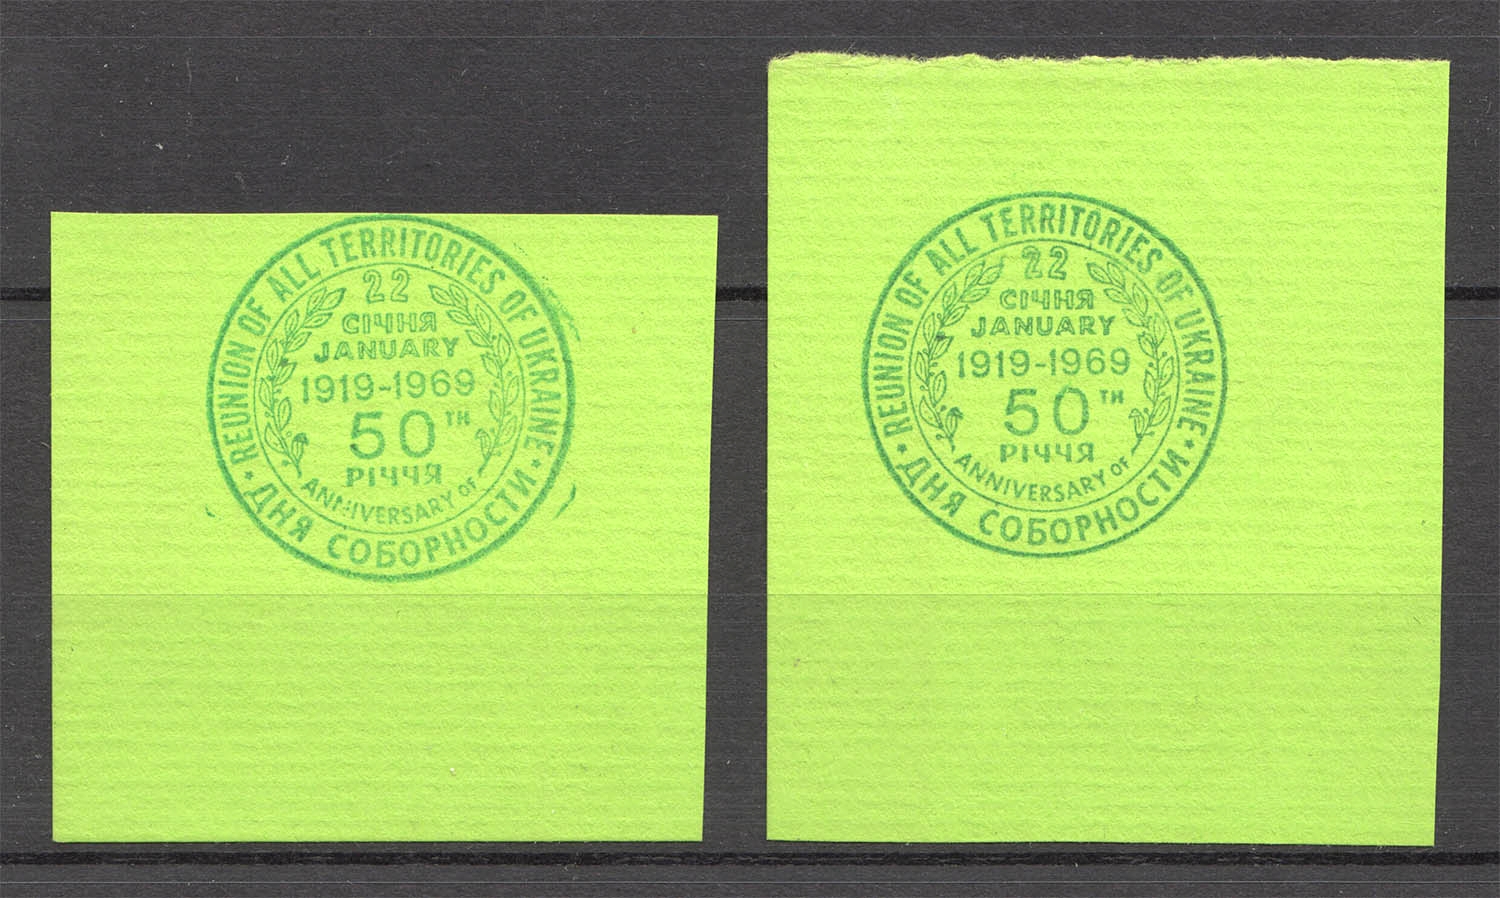 REUNION OF ALL TERRITORIES OF UKRAINE
22
СІЧНЯ
JANUARY
1919-1969
50TH
РІЧЧЯ
ANNIVERSARY OF
ДНЯ СОБОРНОСТИ
REUNION OF ALL TERRITORIES OF UKRAINE
22
СІЧНЯ
JANUARY
1919-1969
50TH
РІЧЧЯ
ANNIVERSARY OF
ДНЯ СОБОРНОСТИ